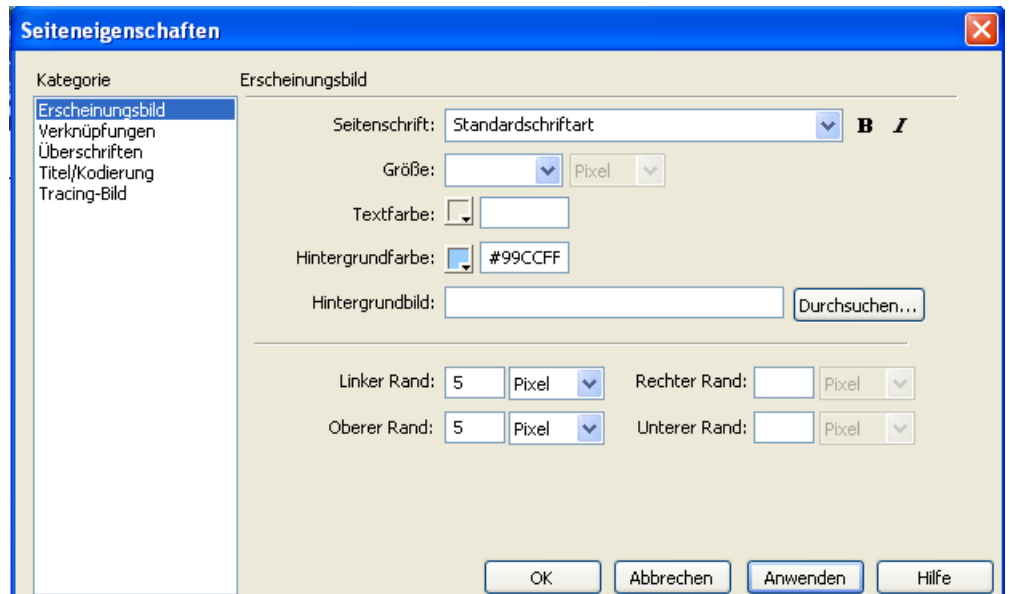 Seiteneigenschaften
Kategorie
Erscheinungsbild
Verknüpfungen
Überschriften
Titel/Kodierung
Tracing-Bild
Erscheinungsbild
Seitenschrift: Standardschriftart B I
Größe: Pixel
Textfarbe:
Hintergrundfarbe: #99CCFF
Hintergrundbild: Durchsuchen...
Linker Rand: 5 Pixel Rechter Rand: Pixel
Oberer Rand: 5 Pixel Unterer Rand: Pixel
OK Abbrechen Anwenden Hilfe